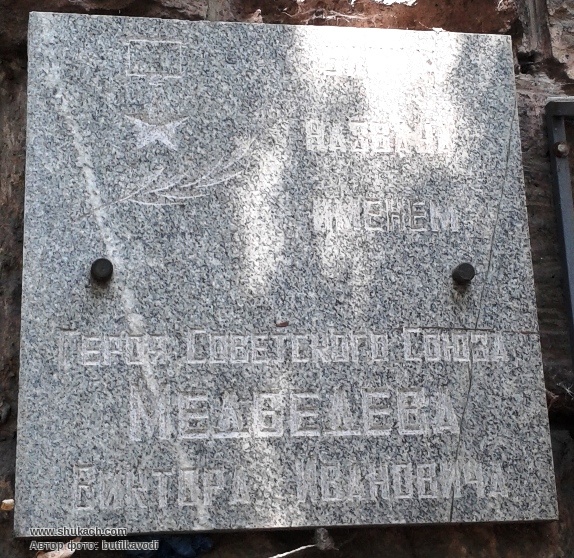 НАЗВАНА
ИМЕНЕМ
ГЕРОЯ СОВЕТСКОГО СОЮЗА
МЕДВЕДЕВА
ВИКТОРА ИВАНОВИЧА
www.shukach.com
Автор фото: butilkavodi